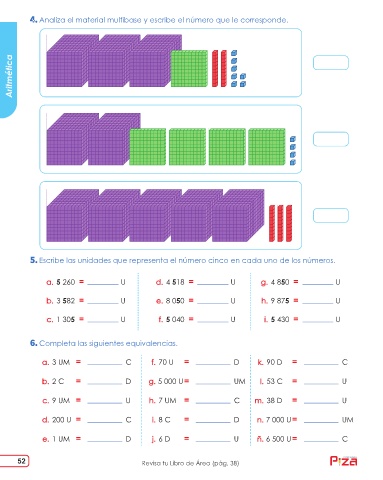 4. Analiza el material multibase y escribe el número que le corresponde.
Aritmética
5. Escribe las unidades que representa el número cinco en cada uno de los números.
a. 5 260 = ________ U d. 4 518 = ________ U g. 4 850 = ________ U
b. 3 582 = ________ U e. 8 050 = ________ U h. 9 875 = ________ U
c. 1 305 = ________ U f. 5 040 = ________ U i. 5 430 = ________ U
6. Completa las siguientes equivalencias.
a. 3 UM = ________ C f. 70 U = ________ D k. 90 D = ________ C
b. 2 C = ________ D g. 5 000 U = ________ UM l. 53 C = ________ U
c. 9 UM = ________ U h. 7 UM = ________ C m. 38 D = ________ U
d. 200 U = ________ C i. 8 C = ________ D n. 7 000 U = ________ UM
e. 1 UM = ________ D j. 6 D = ________ U ñ. 6 500 U = ________ C
52
Revisa tu Libro de Área (pág. 38)